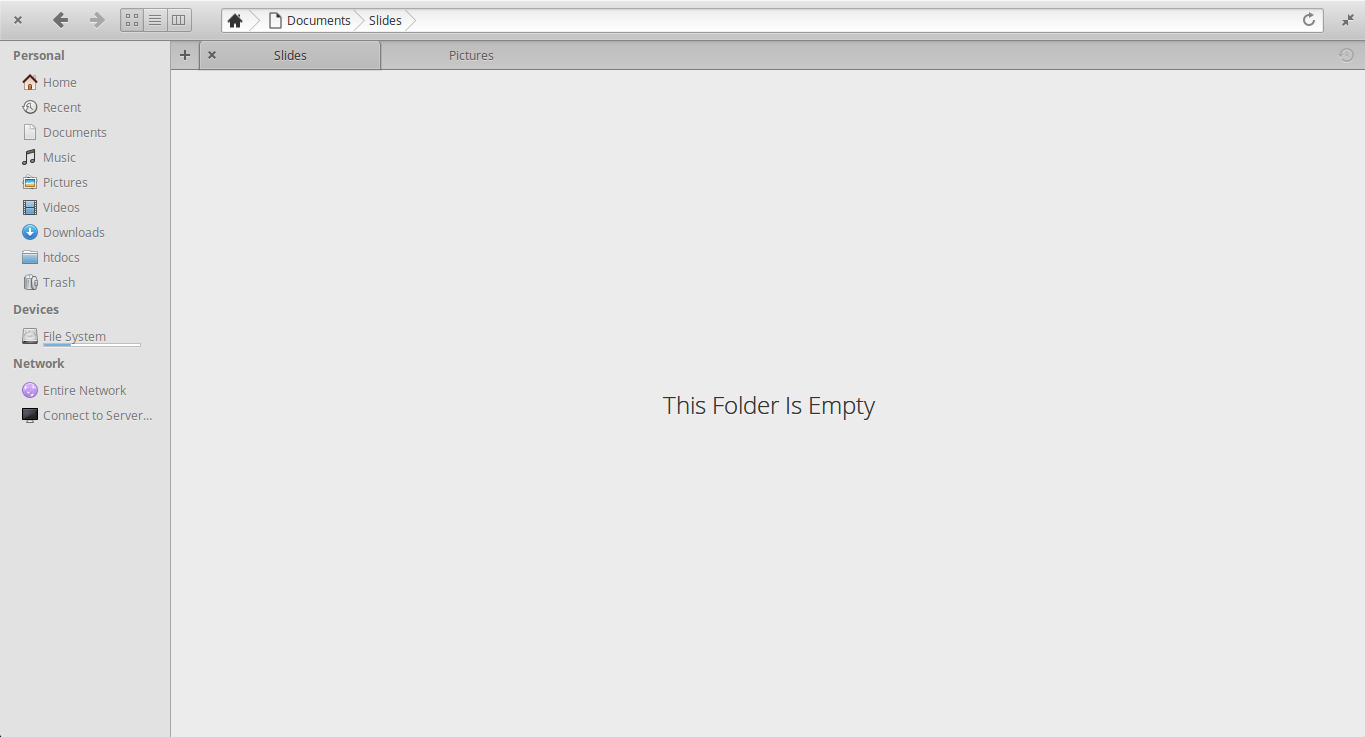 Documents Slides
Personal
Slides Pictures
Home
Recent
Documents
Music
Pictures
Videos
Downloads
htdocs
Trash
Devices
File System
Network
Entire Network
Connect to Server...
This Folder Is Empty